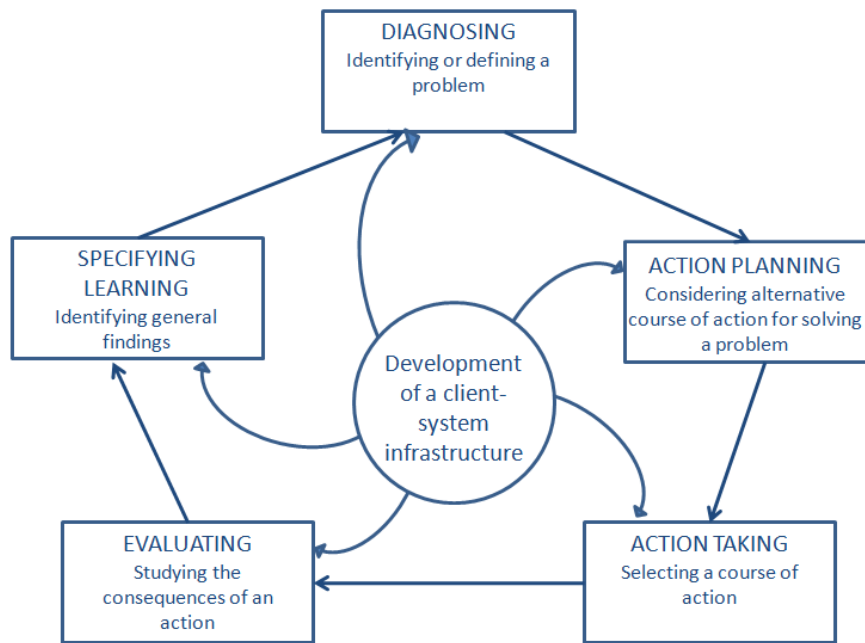 DIAGNOSING
Identifying or defining a
problem
ACTION PLANNING
Considering alternative
course of action for solving
a problem
ACTION TAKING
Selecting a course of
action
EVALUATING
Studying the
consequences of an
action
SPECIFYING
LEARNING
Identifying general
findings
Development
of a client-
system
infrastructure